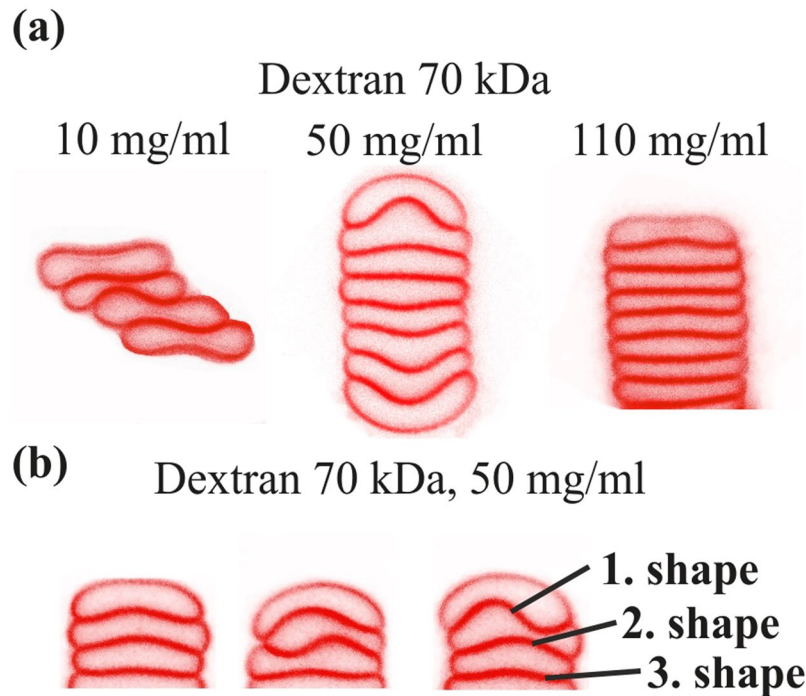 (a)
Dextran 70 kDa
10 mg/ml 50 mg/ml 110 mg/ml
(b)
Dextran 70 kDa, 50 mg/ml
1. shape
2. shape
3. shape